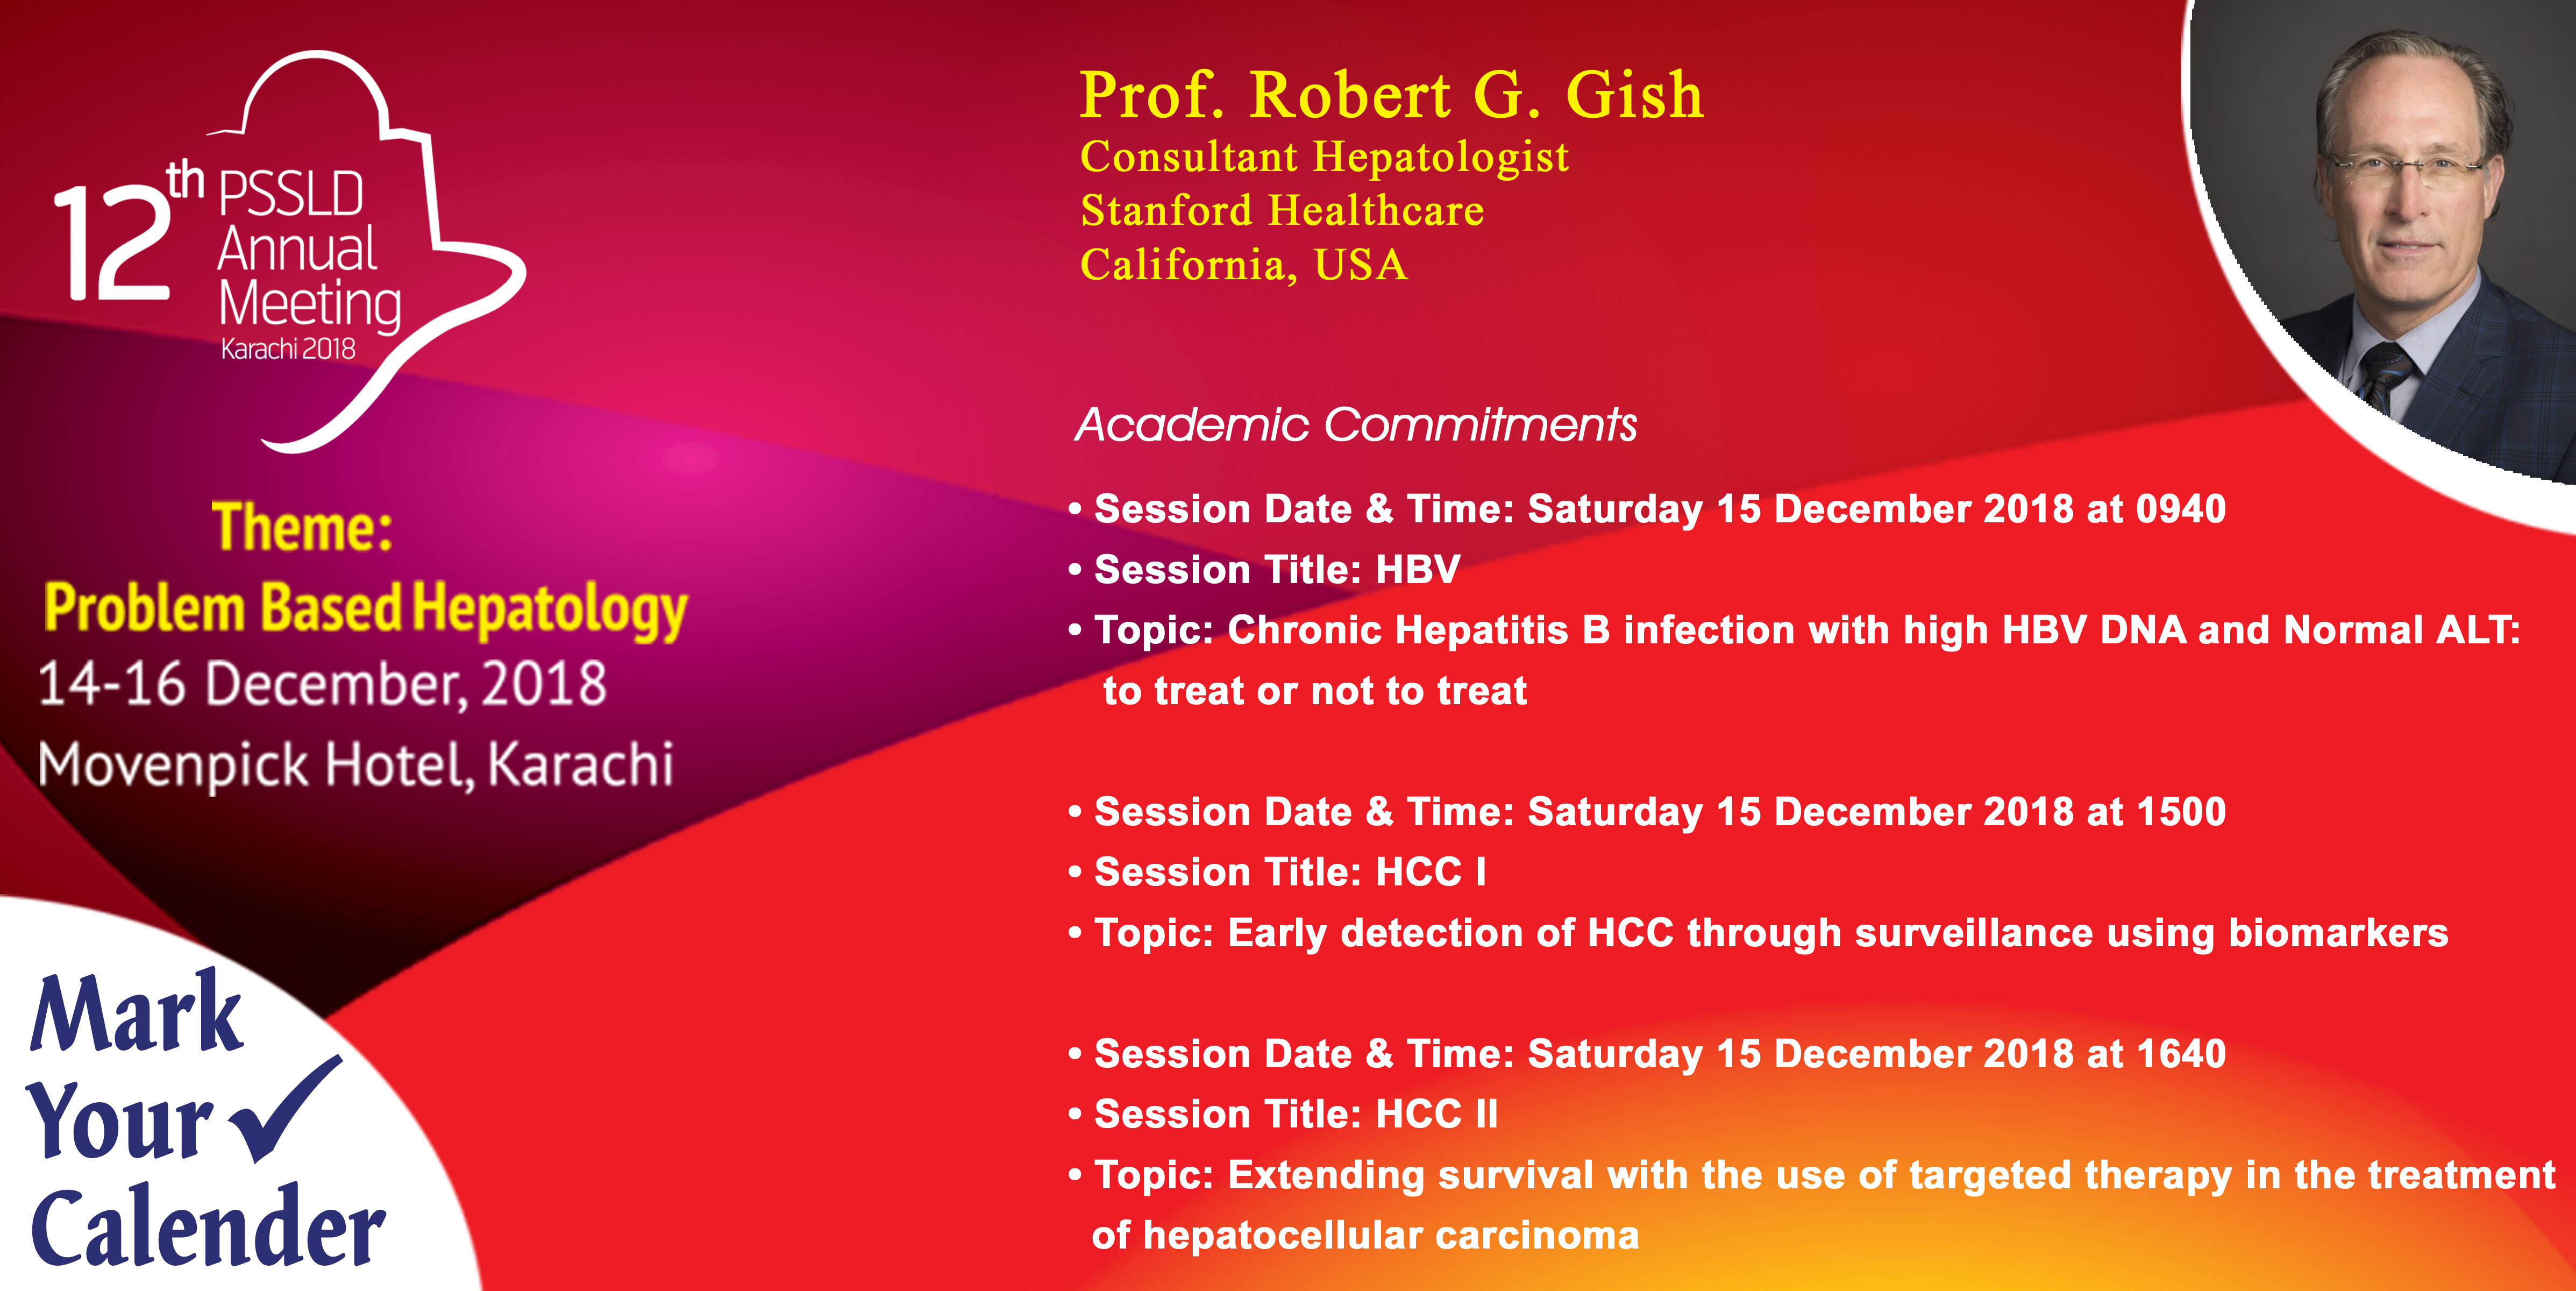 12th PSSLD
Annual
Meeting
Karachi 2018
Theme:
Problem Based Hepatology
14-16 December, 2018
Movenpick Hotel, Karachi
Mark
Your
Calender
Prof. Robert G. Gish
Consultant Hepatologist
Stanford Healthcare
California, USA
Academic Commitments
• Session Date & Time: Saturday 15 December 2018 at 0940
• Session Title: HBV
• Topic: Chronic Hepatitis B infection with high HBV DNA and Normal ALT:
to treat or not to treat
• Session Date & Time: Saturday 15 December 2018 at 1500
• Session Title: HCC I
• Topic: Early detection of HCC through surveillance using biomarkers
• Session Date & Time: Saturday 15 December 2018 at 1640
• Session Title: HCC II
• Topic: Extending survival with the use of targeted therapy in the treatment
of hepatocellular carcinoma